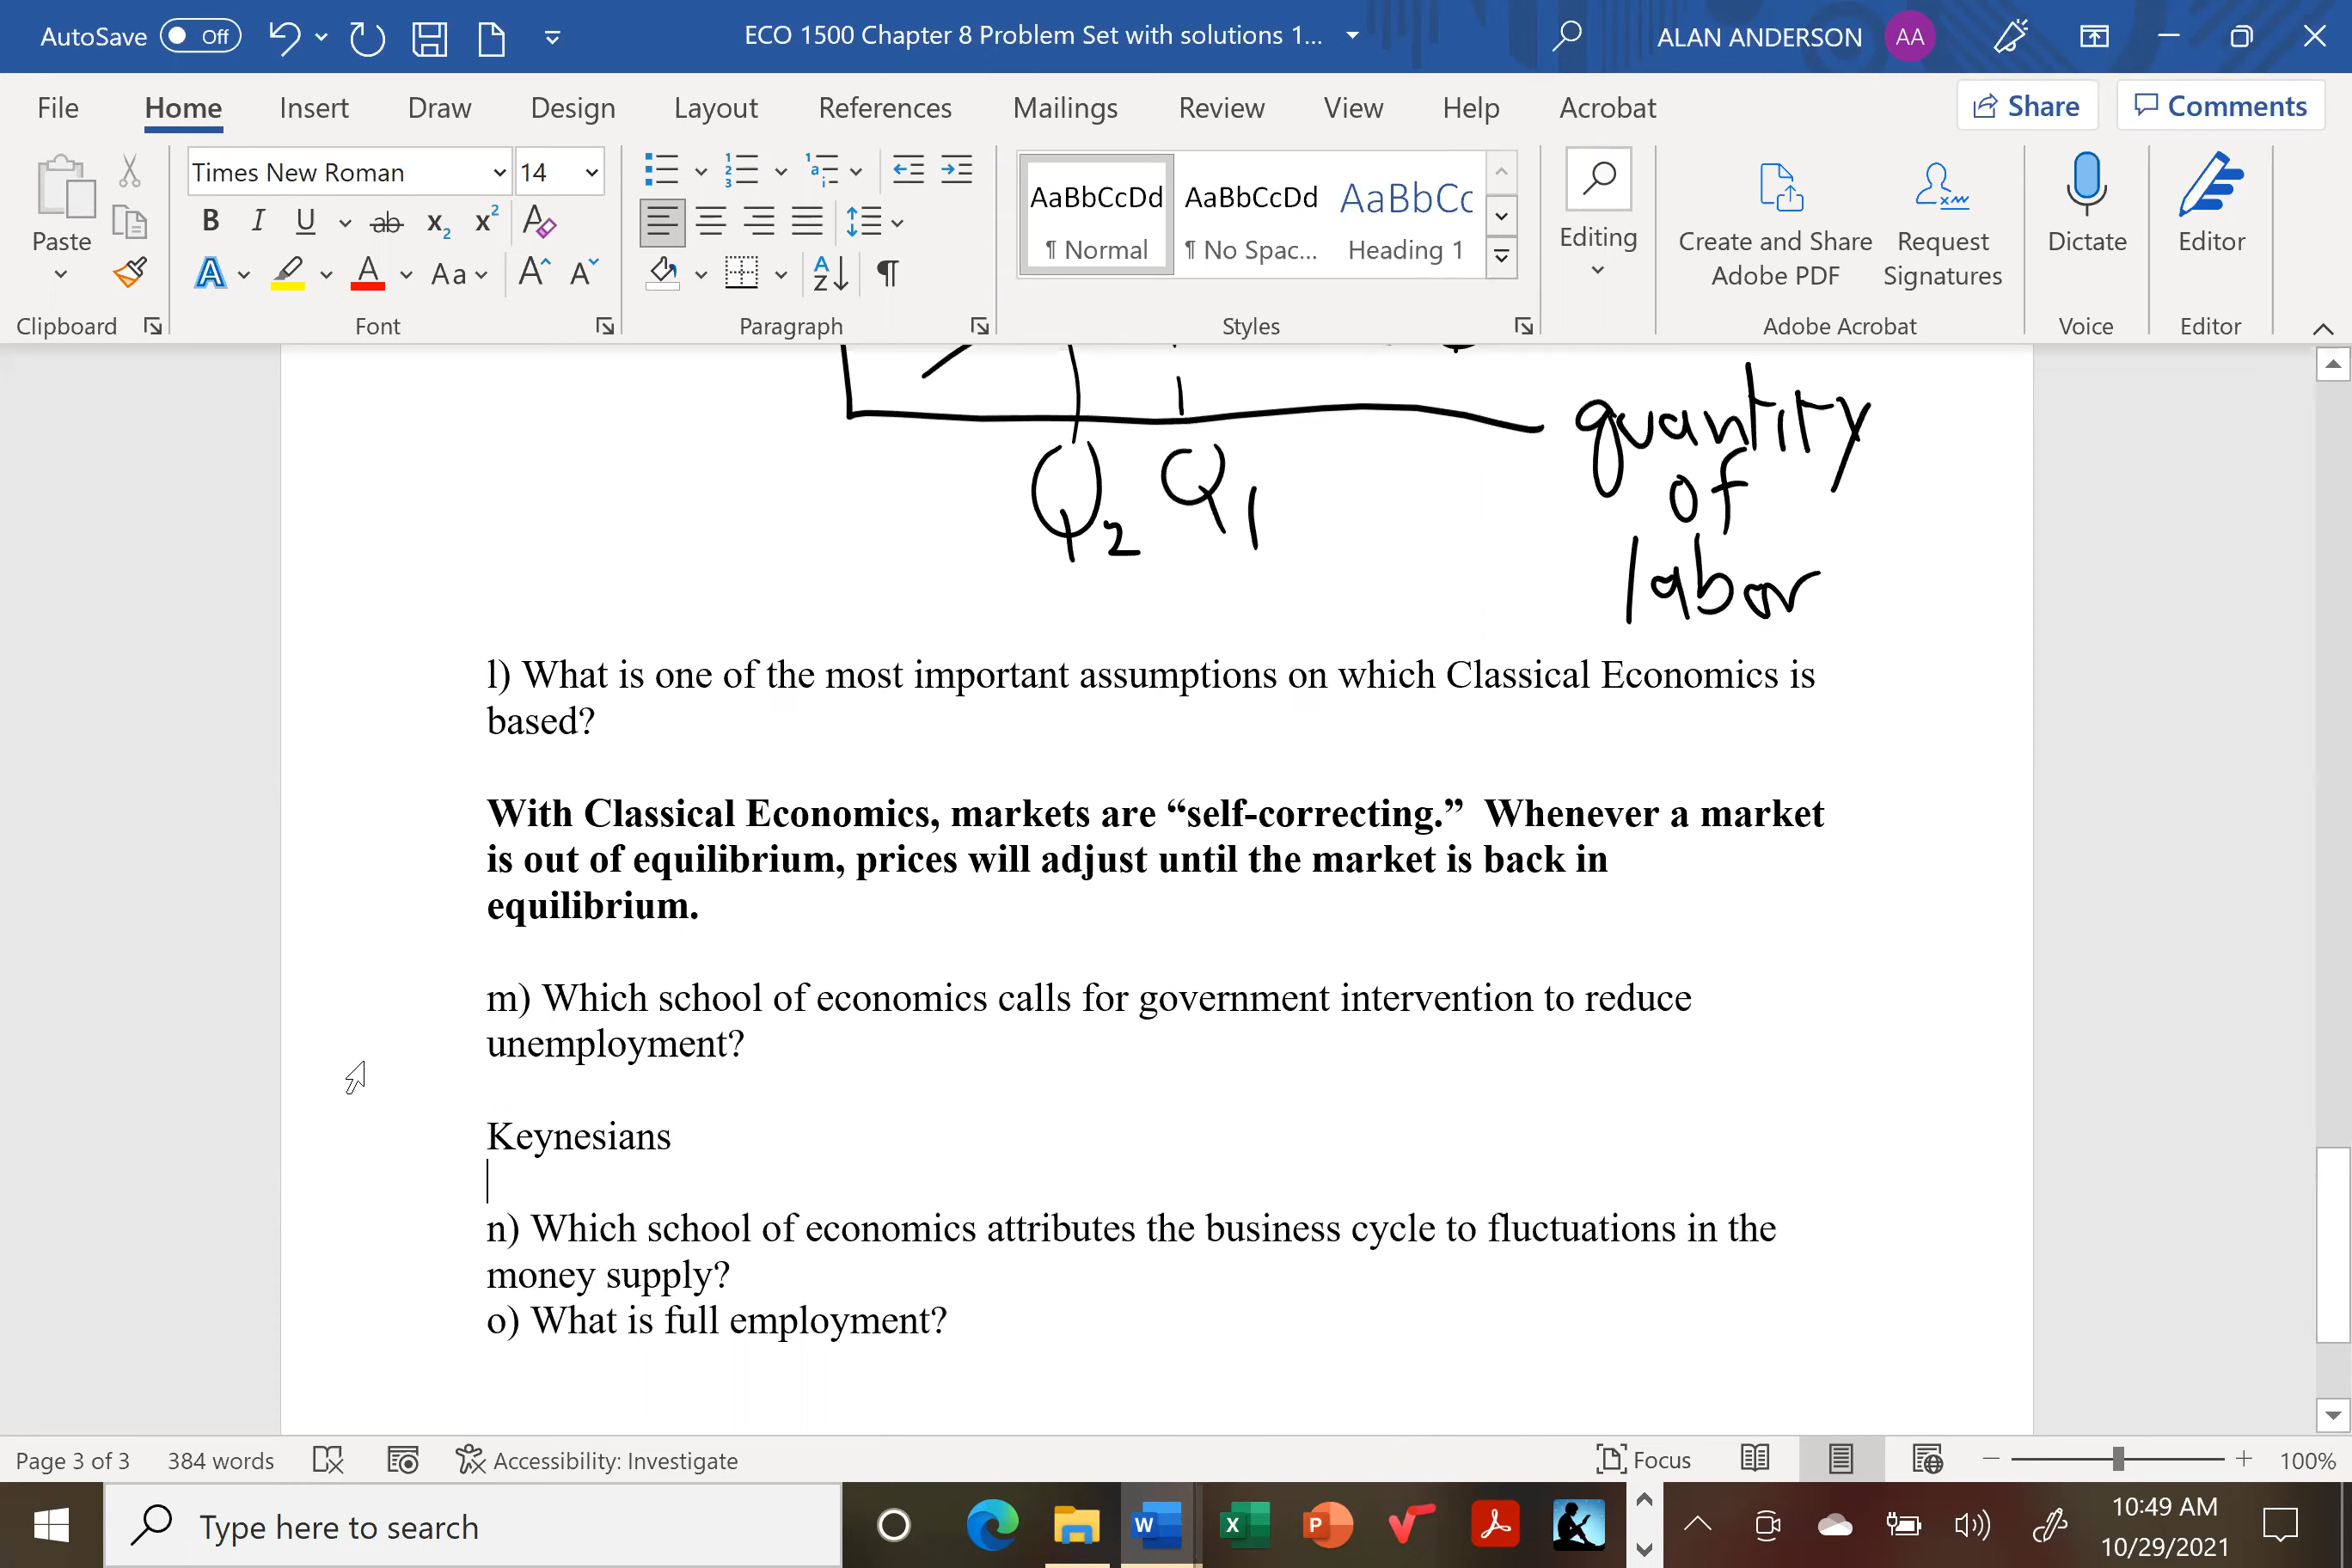 AutoSave Off ECO 1500 Chapter 8 Problem Set with solutions 1... ALAN ANDERSON AA
File Home Insert Draw Design Layout References Mailings Review View Help Acrobat Share Comments
Paste
Clipboard
Times New Roman 14
B I U ab x2 x2 A
A A Aa A A
Font
Paragraph
AaBbCcDd AaBbCcDd AaBbCc
¶ Normal ¶ No Spac... Heading 1
Styles
Editing
Create and Share
Adobe PDF
Request
Signatures
Adobe Acrobat
Dictate
Voice
Editor
Editor
quantity
of
labor
Q2 Q1
l) What is one of the most important assumptions on which Classical Economics is
based?
With Classical Economics, markets are “self-correcting.” Whenever a market
is out of equilibrium, prices will adjust until the market is back in
equilibrium.
m) Which school of economics calls for government intervention to reduce
unemployment?
Keynesians
n) Which school of economics attributes the business cycle to fluctuations in the
money supply?
o) What is full employment?
Page 3 of 3 384 words Accessibility: Investigate Focus 100%
Type here to search
10:49 AM
10/29/2021